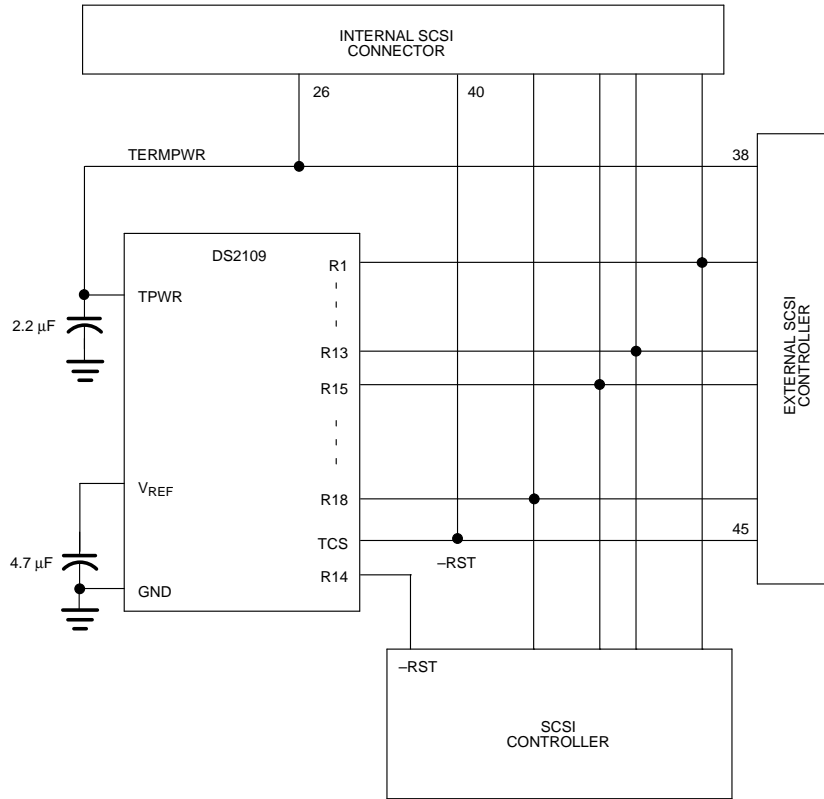 INTERNAL SCSI
CONNECTOR
26
40
TERMPWR
38
DS2109
R1
TPWR
2.2 μF
R13
R15
EXTERNAL SCSI
CONTROLLER
VREF
R18
TCS
45
4.7 μF
–RST
R14
GND
–RST
SCSI
CONTROLLER